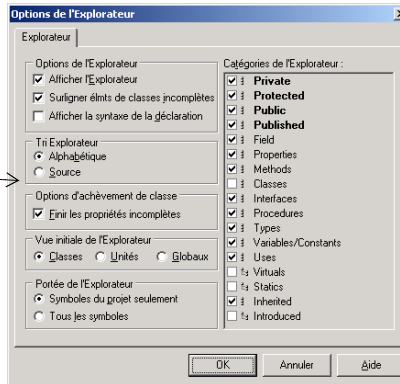 Options de l'Explorateur
Explorateur
Options de l'Explorateur
Afficher l'Explorateur
Surligner élmts de classes incomplètes
Afficher la syntaxe de la déclaration
Tri Explorateur
Alphabétique
Source
Options d'achèvement de classe
Finir les propriétés incomplètes
Vue initiale de l'Explorateur
Classes Unités Globaux
Portée de l'Explorateur
Symboles du projet seulement
Tous les symboles
Catégories de l'Explorateur :
Private
Protected
Public
Published
Field
Properties
Methods
Classes
Interfaces
Procedures
Types
Variables/Constants
Uses
Virtuals
Statics
Inherited
Introduced
OK Annuler Aide